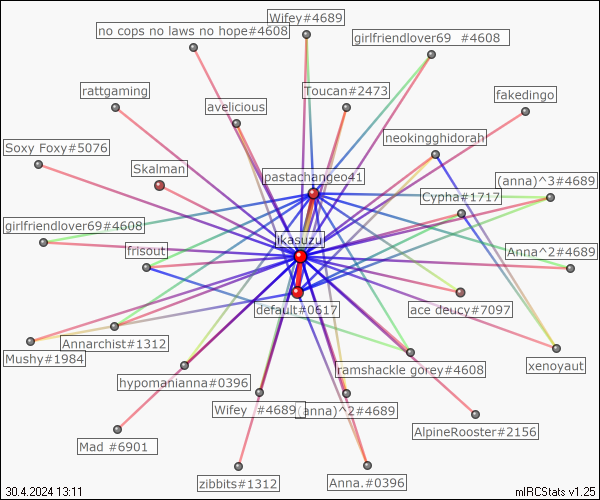 Wifey#4689
no cops no laws no hope#4608
girlfriendlover69 #4608
rattgaming
Toucan#2473
fakedingo
avelicious
neokingghidorah
Soxy Foxy#5076
Skalman
pastachangeo41
(anna)^3#4689
Cypha#1717
girlfriendlover69#4608
jkasuzu
frisout
Anna^2#4689
default#0617
ace deucy#7097
Annarchist#1312
Mushy#1984
xenoyaut
ramshackle gorey#4608
hypomanianna#0396
Wifey #4689
(anna)^2#4689
AlpineRooster#2156
Mad #6901
zibbits#1312
Anna.#0396
30.4.2024 13:11
mIRCStats v1.25